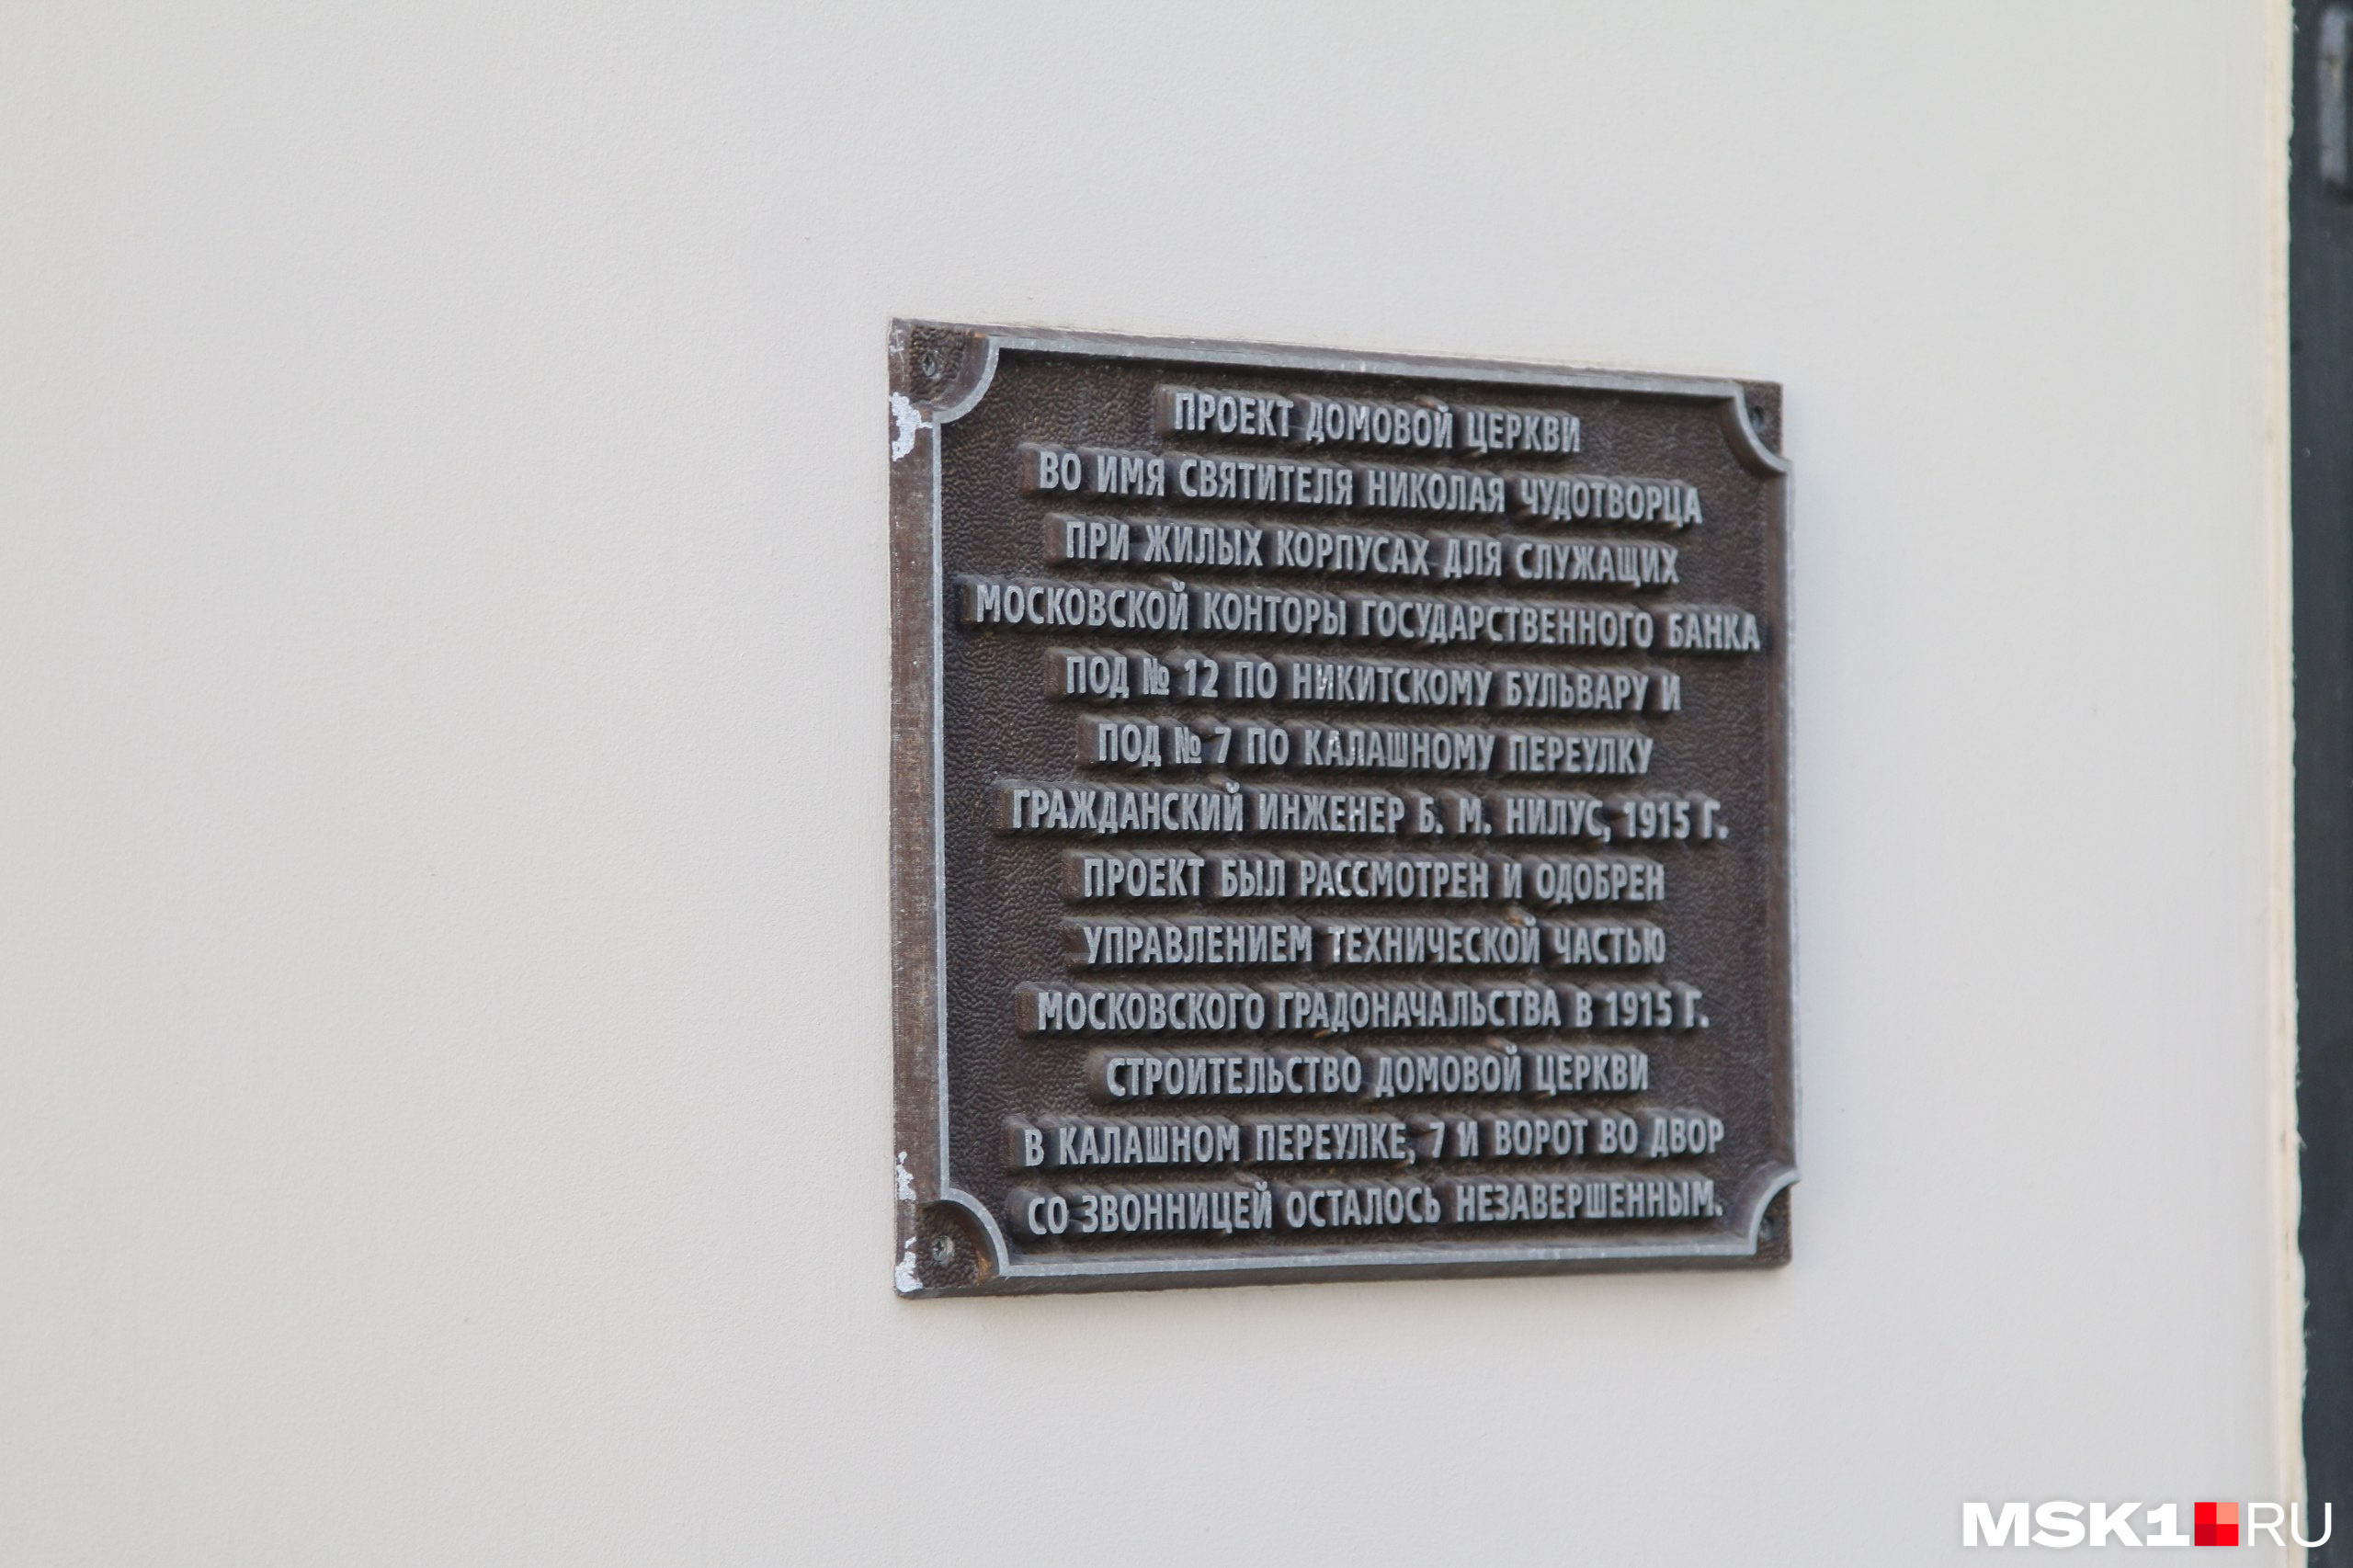 ПРОЕКТ ДОМОВОЙ ЦЕРКВИ
ВО ИМЯ СВЯТИТЕЛЯ НИКОЛАЯ ЧУДОТВОРЦА
ПРИ ЖИЛЫХ КОРПУСАХ ДЛЯ СЛУЖАЩИХ
МОСКОВСКОЙ КОНТОРЫ ГОСУДАРСТВЕННОГО БАНКА
ПОД № 12 ПО НИКИТСКОМУ БУЛЬВАРУ И
ПОД № 7 ПО КАЛАШНОМУ ПЕРЕУЛКУ
ГРАЖДАНСКИЙ ИНЖЕНЕР Б. М. НИЛУС, 1915 Г.
ПРОЕКТ БЫЛ РАССМОТРЕН И ОДОБРЕН
УПРАВЛЕНИЕМ ТЕХНИЧЕСКОЙ ЧАСТЬЮ
МОСКОВСКОГО ГРАДОНАЧАЛЬСТВА В 1915 Г.
СТРОИТЕЛЬСТВО ДОМОВОЙ ЦЕРКВИ
В КАЛАШНОМ ПЕРЕУЛКЕ, 7 И ВОРОТ ВО ДВОР
СО ЗВОННИЦЕЙ ОСТАЛОСЬ НЕЗАВЕРШЕННЫМ.
MSK1.RU